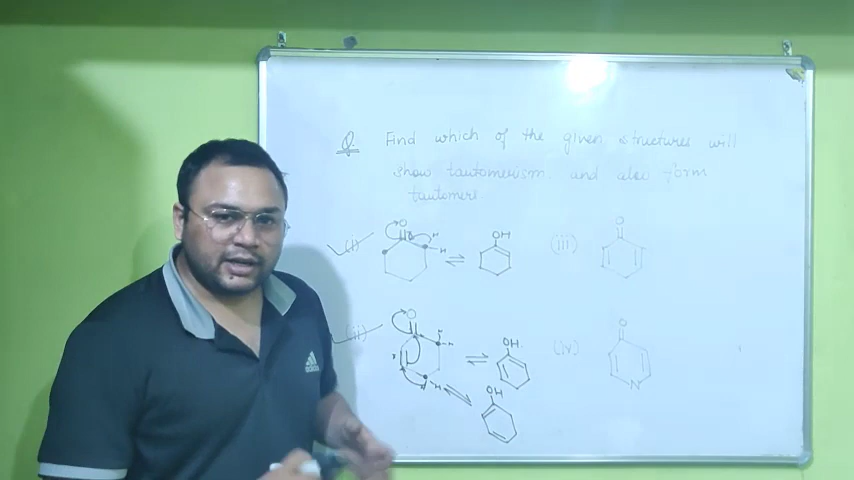 Q. Find which of the given structures will
show tautomerism and also form
tautomers
(i)
O
H
H
OH
(iii)
O
(ii)
O
H
H
H
OH
OH
(iv)
O
N
adidas